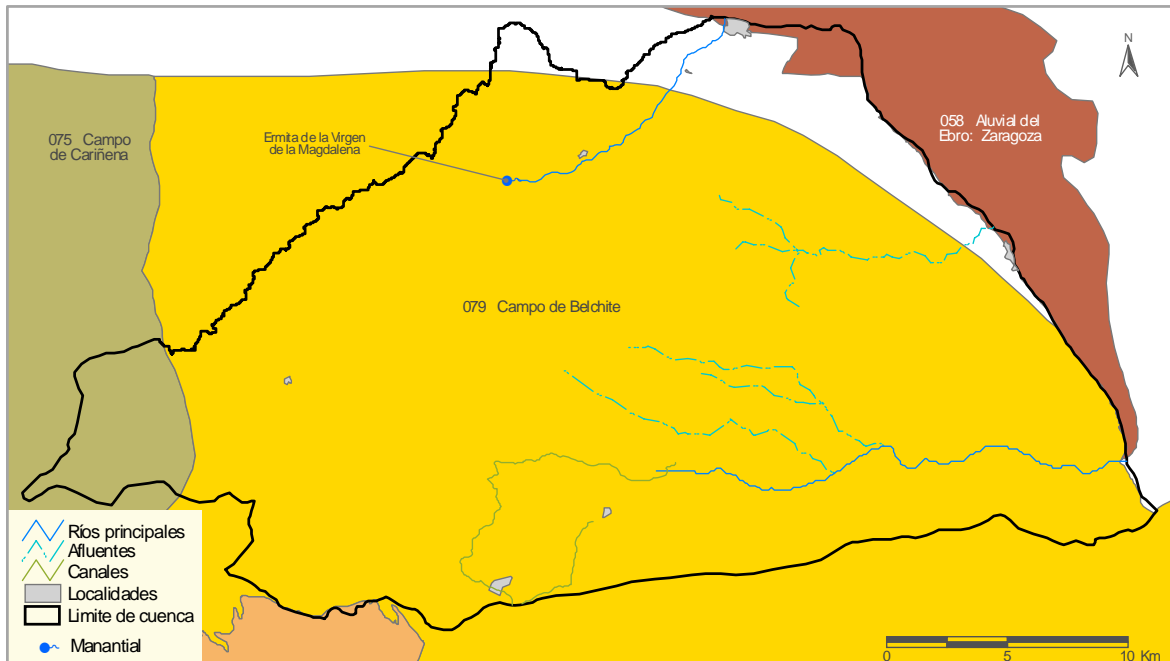 N
075 Campo
de Cariñena
Ermita de la Virgen
de la Magdalena
058 Aluvial del
Ebro: Zaragoza
079 Campo de Belchite
Ríos principales
Afluentes
Canales
Localidades
Limite de cuenca
Manantial
0 5 10 Km